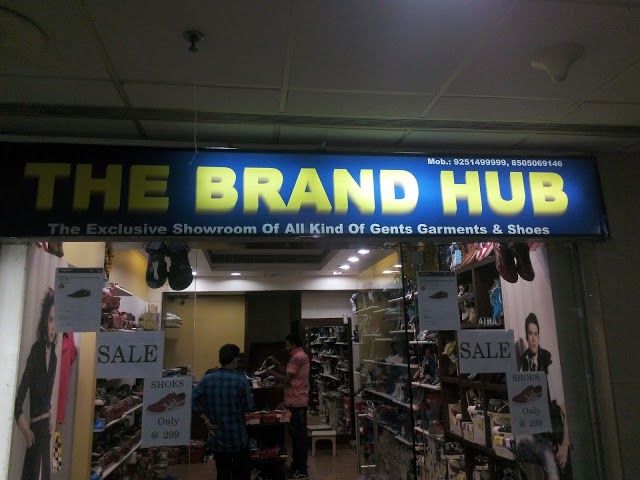 Mob.: 9251499999, 8505069146
THE BRAND HUB
The Exclusive Showroom Of All Kind Of Gents Garments & Shoes
SALE
SHOES
Only
@ 299
SALE
SHOES
Only
@ 299